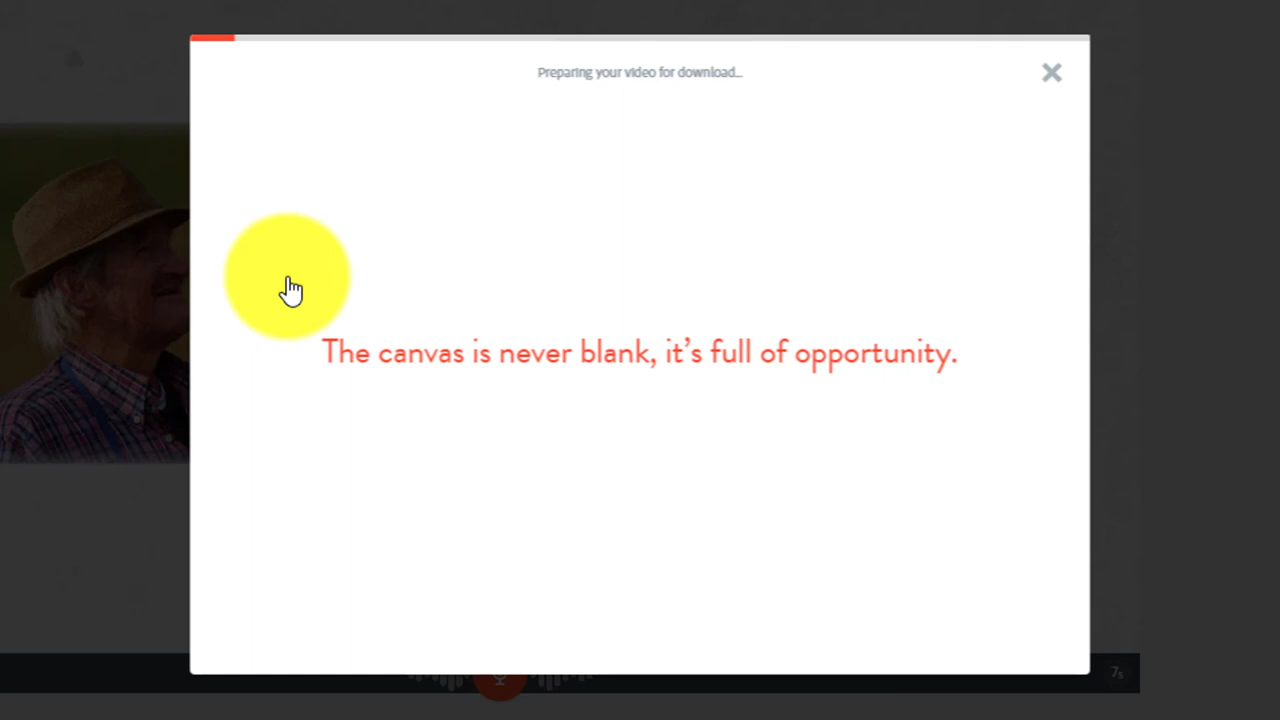 Preparing your video for download...
The canvas is never blank, it's full of opportunity.
7s